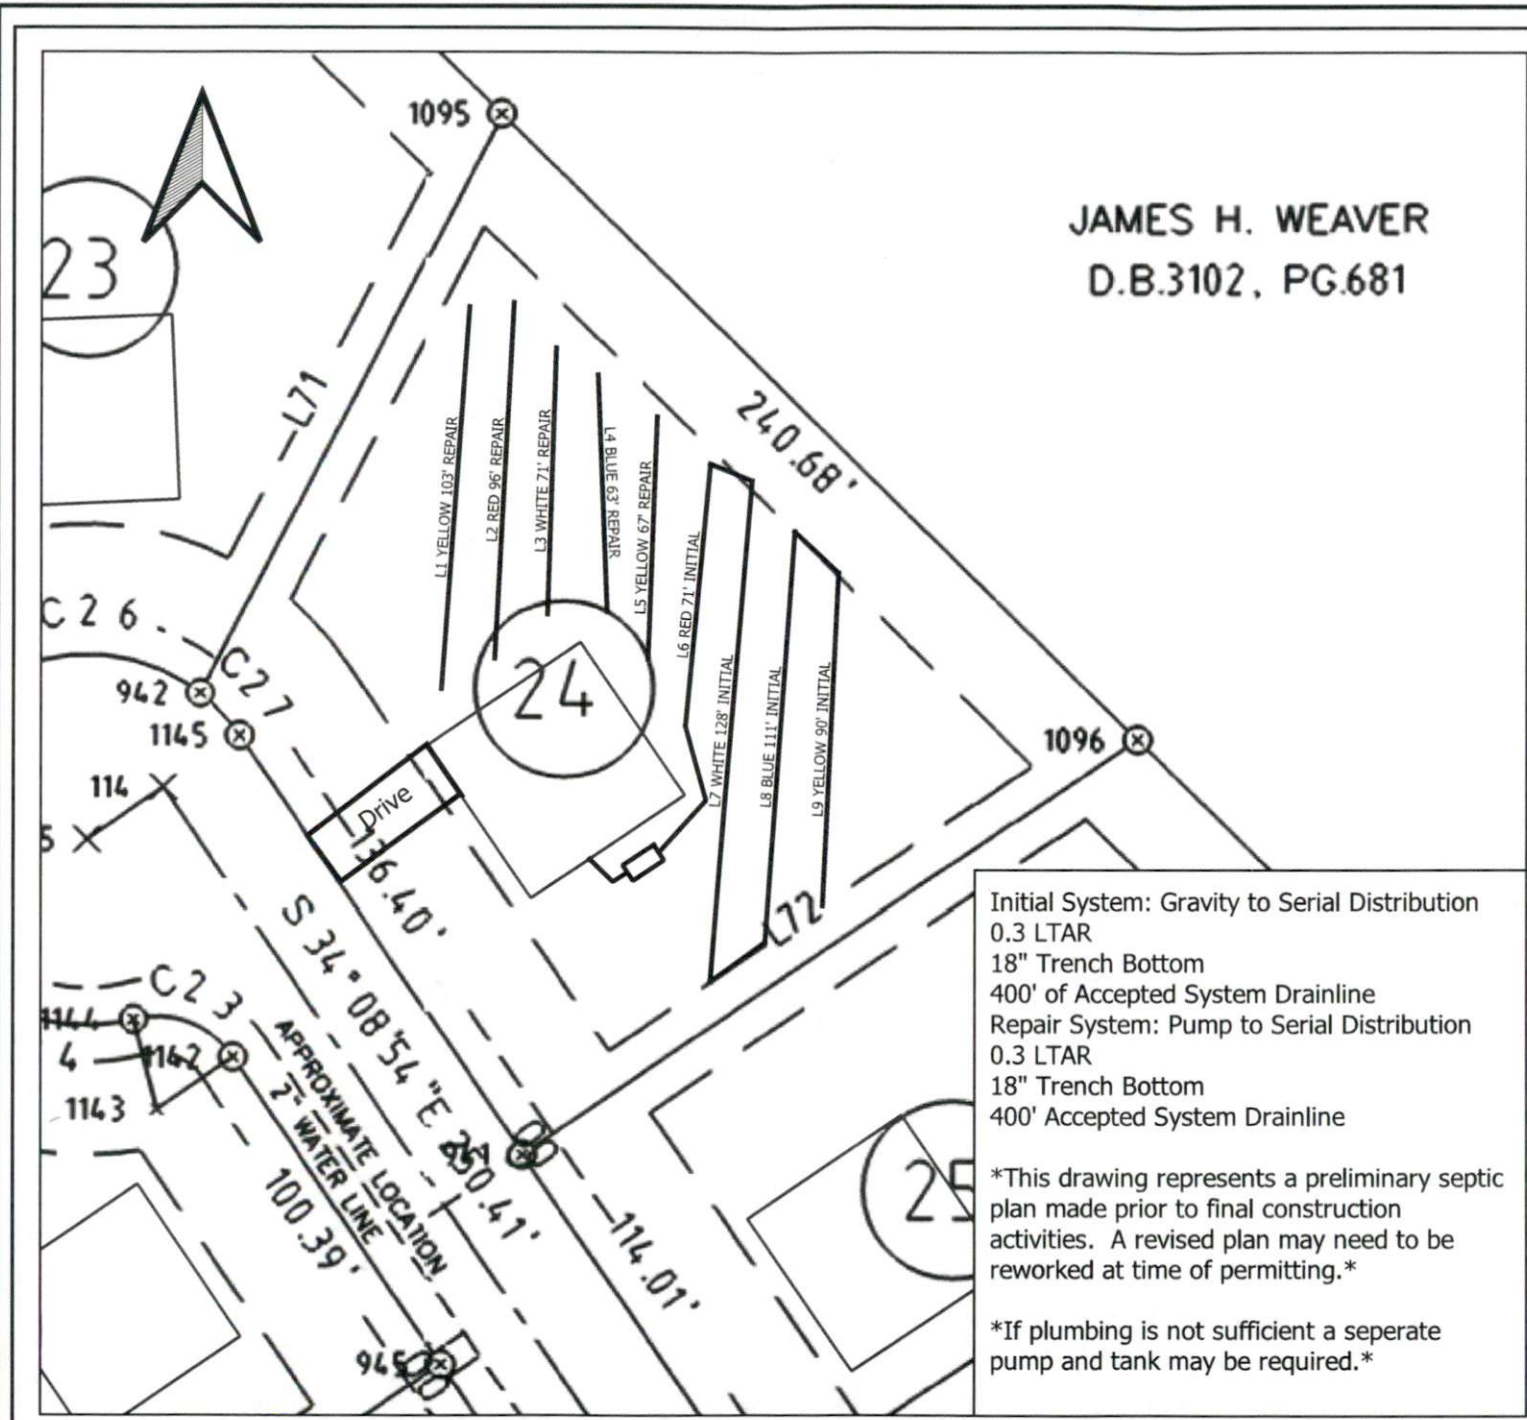 1095
JAMES H. WEAVER
D.B.3102, PG.681
23
L71
240.68'
L1 YELLOW 103' REPAIR
L2 RED 96' REPAIR
L3 WHITE 71' REPAIR
L4 BLUE 63' REPAIR
L5 YELLOW 67' REPAIR
L6 RED 71' INITIAL
L7 WHITE 128' INITIAL
L8 BLUE 111' INITIAL
L9 YELLOW 90' INITIAL
C26
C27
942
1145
24
1096
114
5
Drive
136.40'
L72
S 34°08'54"E 250.41'
C23
1144
4
1142
1143
APPROXIMATE LOCATION
2" WATER LINE
100.39'
114.01'
945
25
Initial System: Gravity to Serial Distribution
0.3 LTAR
18" Trench Bottom
400' of Accepted System Drainline
Repair System: Pump to Serial Distribution
0.3 LTAR
18" Trench Bottom
400' Accepted System Drainline
*This drawing represents a preliminary septic
plan made prior to final construction
activities. A revised plan may need to be
reworked at time of permitting.*
*If plumbing is not sufficient a seperate
pump and tank may be required.*